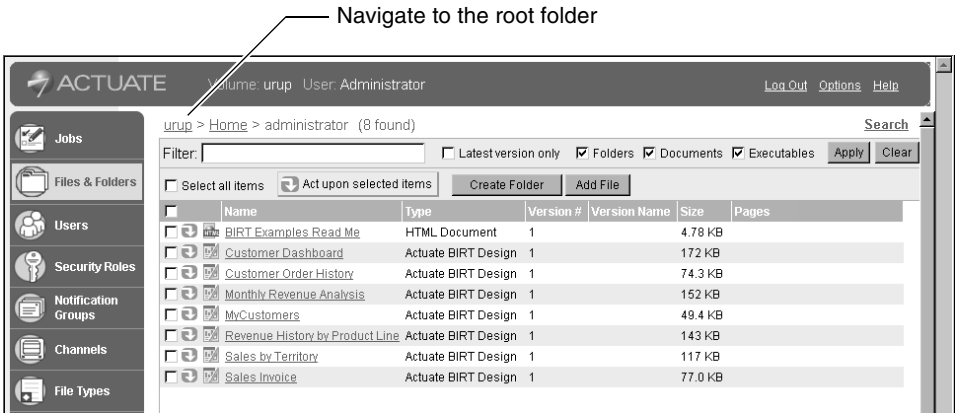 Navigate to the root folder
ACTUATE Volume: urup User: Administrator Log Out Options Help
urup > Home > administrator (8 found) Search
Jobs
Filter: Latest version only Folders Documents Executables Apply Clear
Files & Folders
Select all items Act upon selected items Create Folder Add File
Name Type Version # Version Name Size Pages
Users
BIRT Examples Read Me HTML Document 1 4.78 KB
Customer Dashboard Actuate BIRT Design 1 172 KB
Security Roles
Customer Order History Actuate BIRT Design 1 74.3 KB
Monthly Revenue Analysis Actuate BIRT Design 1 152 KB
Notification
Groups
MyCustomers Actuate BIRT Design 1 49.4 KB
Revenue History by Product Line Actuate BIRT Design 1 143 KB
Channels
Sales by Territory Actuate BIRT Design 1 117 KB
Sales Invoice Actuate BIRT Design 1 77.0 KB
File Types